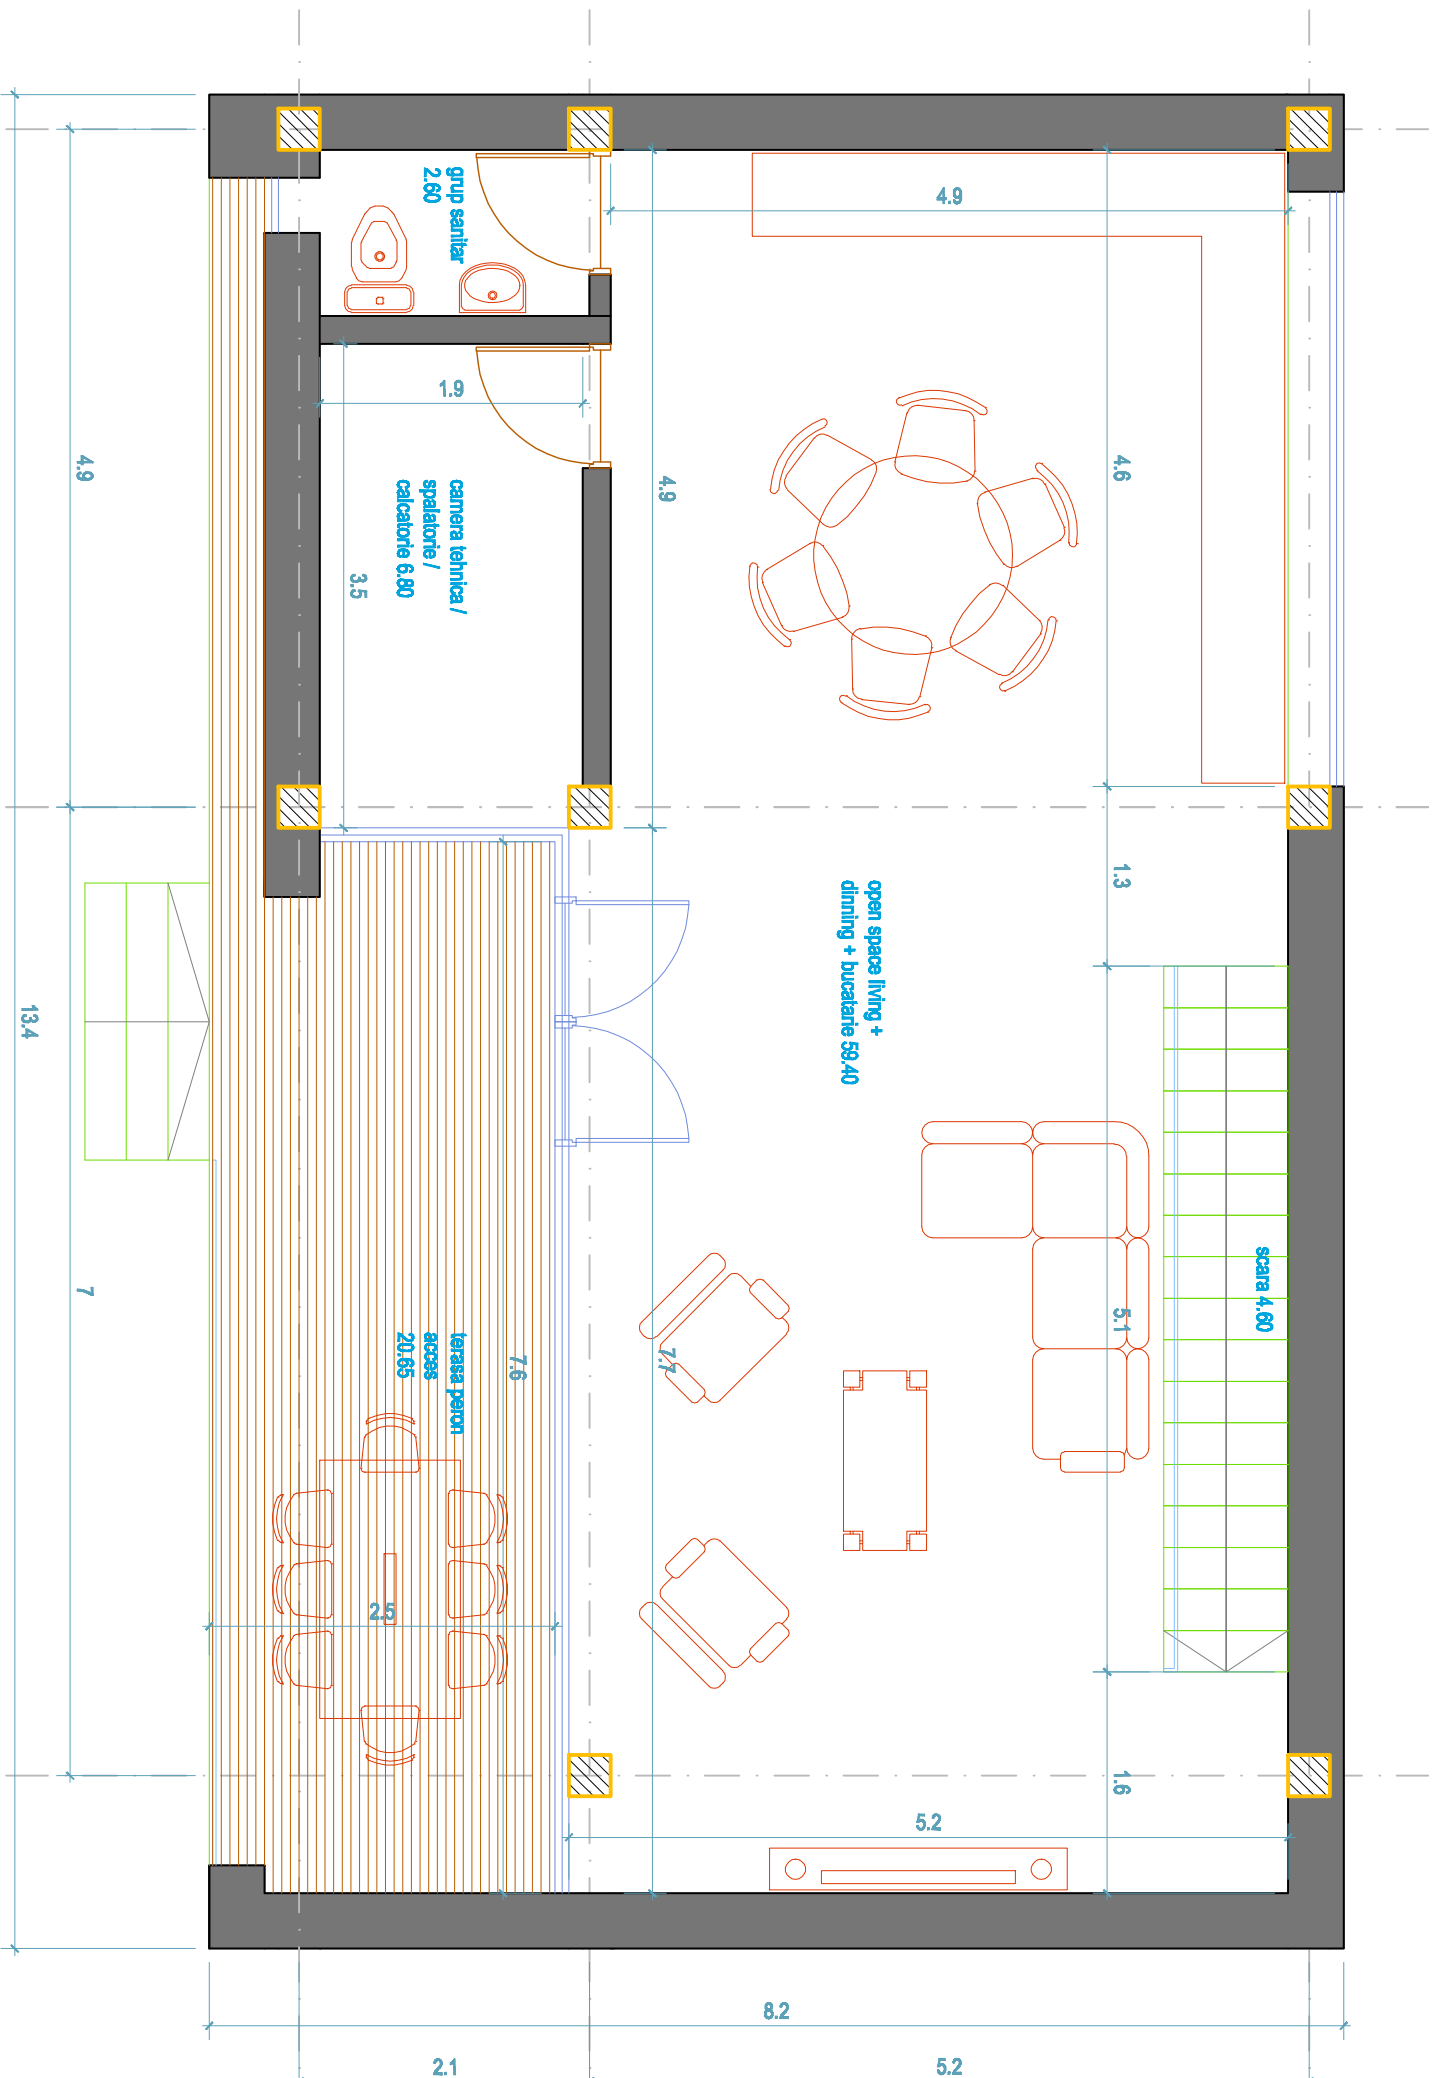 grup sanitar
2.60
4.9
1.9
camera tehnica /
spalatorie /
calcatorie 6.80
3.5
4.9
4.9
4.6
1.3
open space living +
dinning + bucatarie 59.40
13.4
7
scara 4.60
5.1
terasa peron
acces
20.65
7.6
7.7
2.5
1.6
5.2
8.2
2.1
5.2